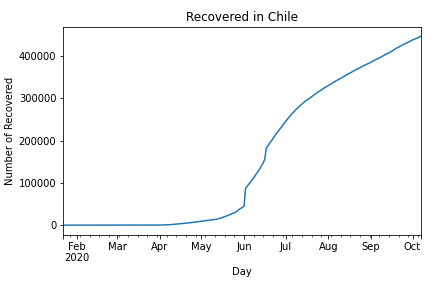 Recovered in Chile
Number of Recovered
400000
300000
200000
100000
0
Feb Mar Apr May Jun Jul Aug Sep Oct
2020
Day